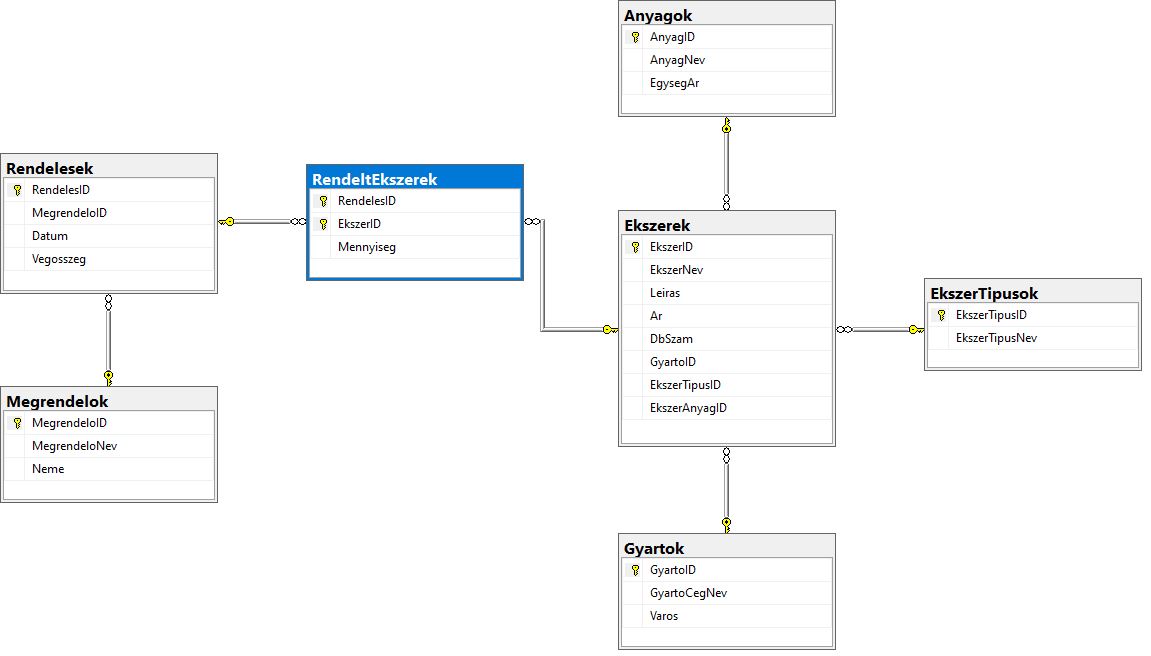 Anyagok
AnyagID
AnyagNev
EgysegAr
Rendelesek
RendelesID
MegrendeloID
Datum
Vegosszeg
RendeltEkszerek
RendelesID
EkszerID
Mennyiseg
Ekszerek
EkszerID
EkszerNev
Leiras
Ar
DbSzam
GyartoID
EkszerTipusID
EkszerAnyagID
EkszerTipusok
EkszerTipusID
EkszerTipusNev
Megrendelok
MegrendeloID
MegrendeloNev
Neme
Gyartok
GyartoID
GyartoCegNev
Varos